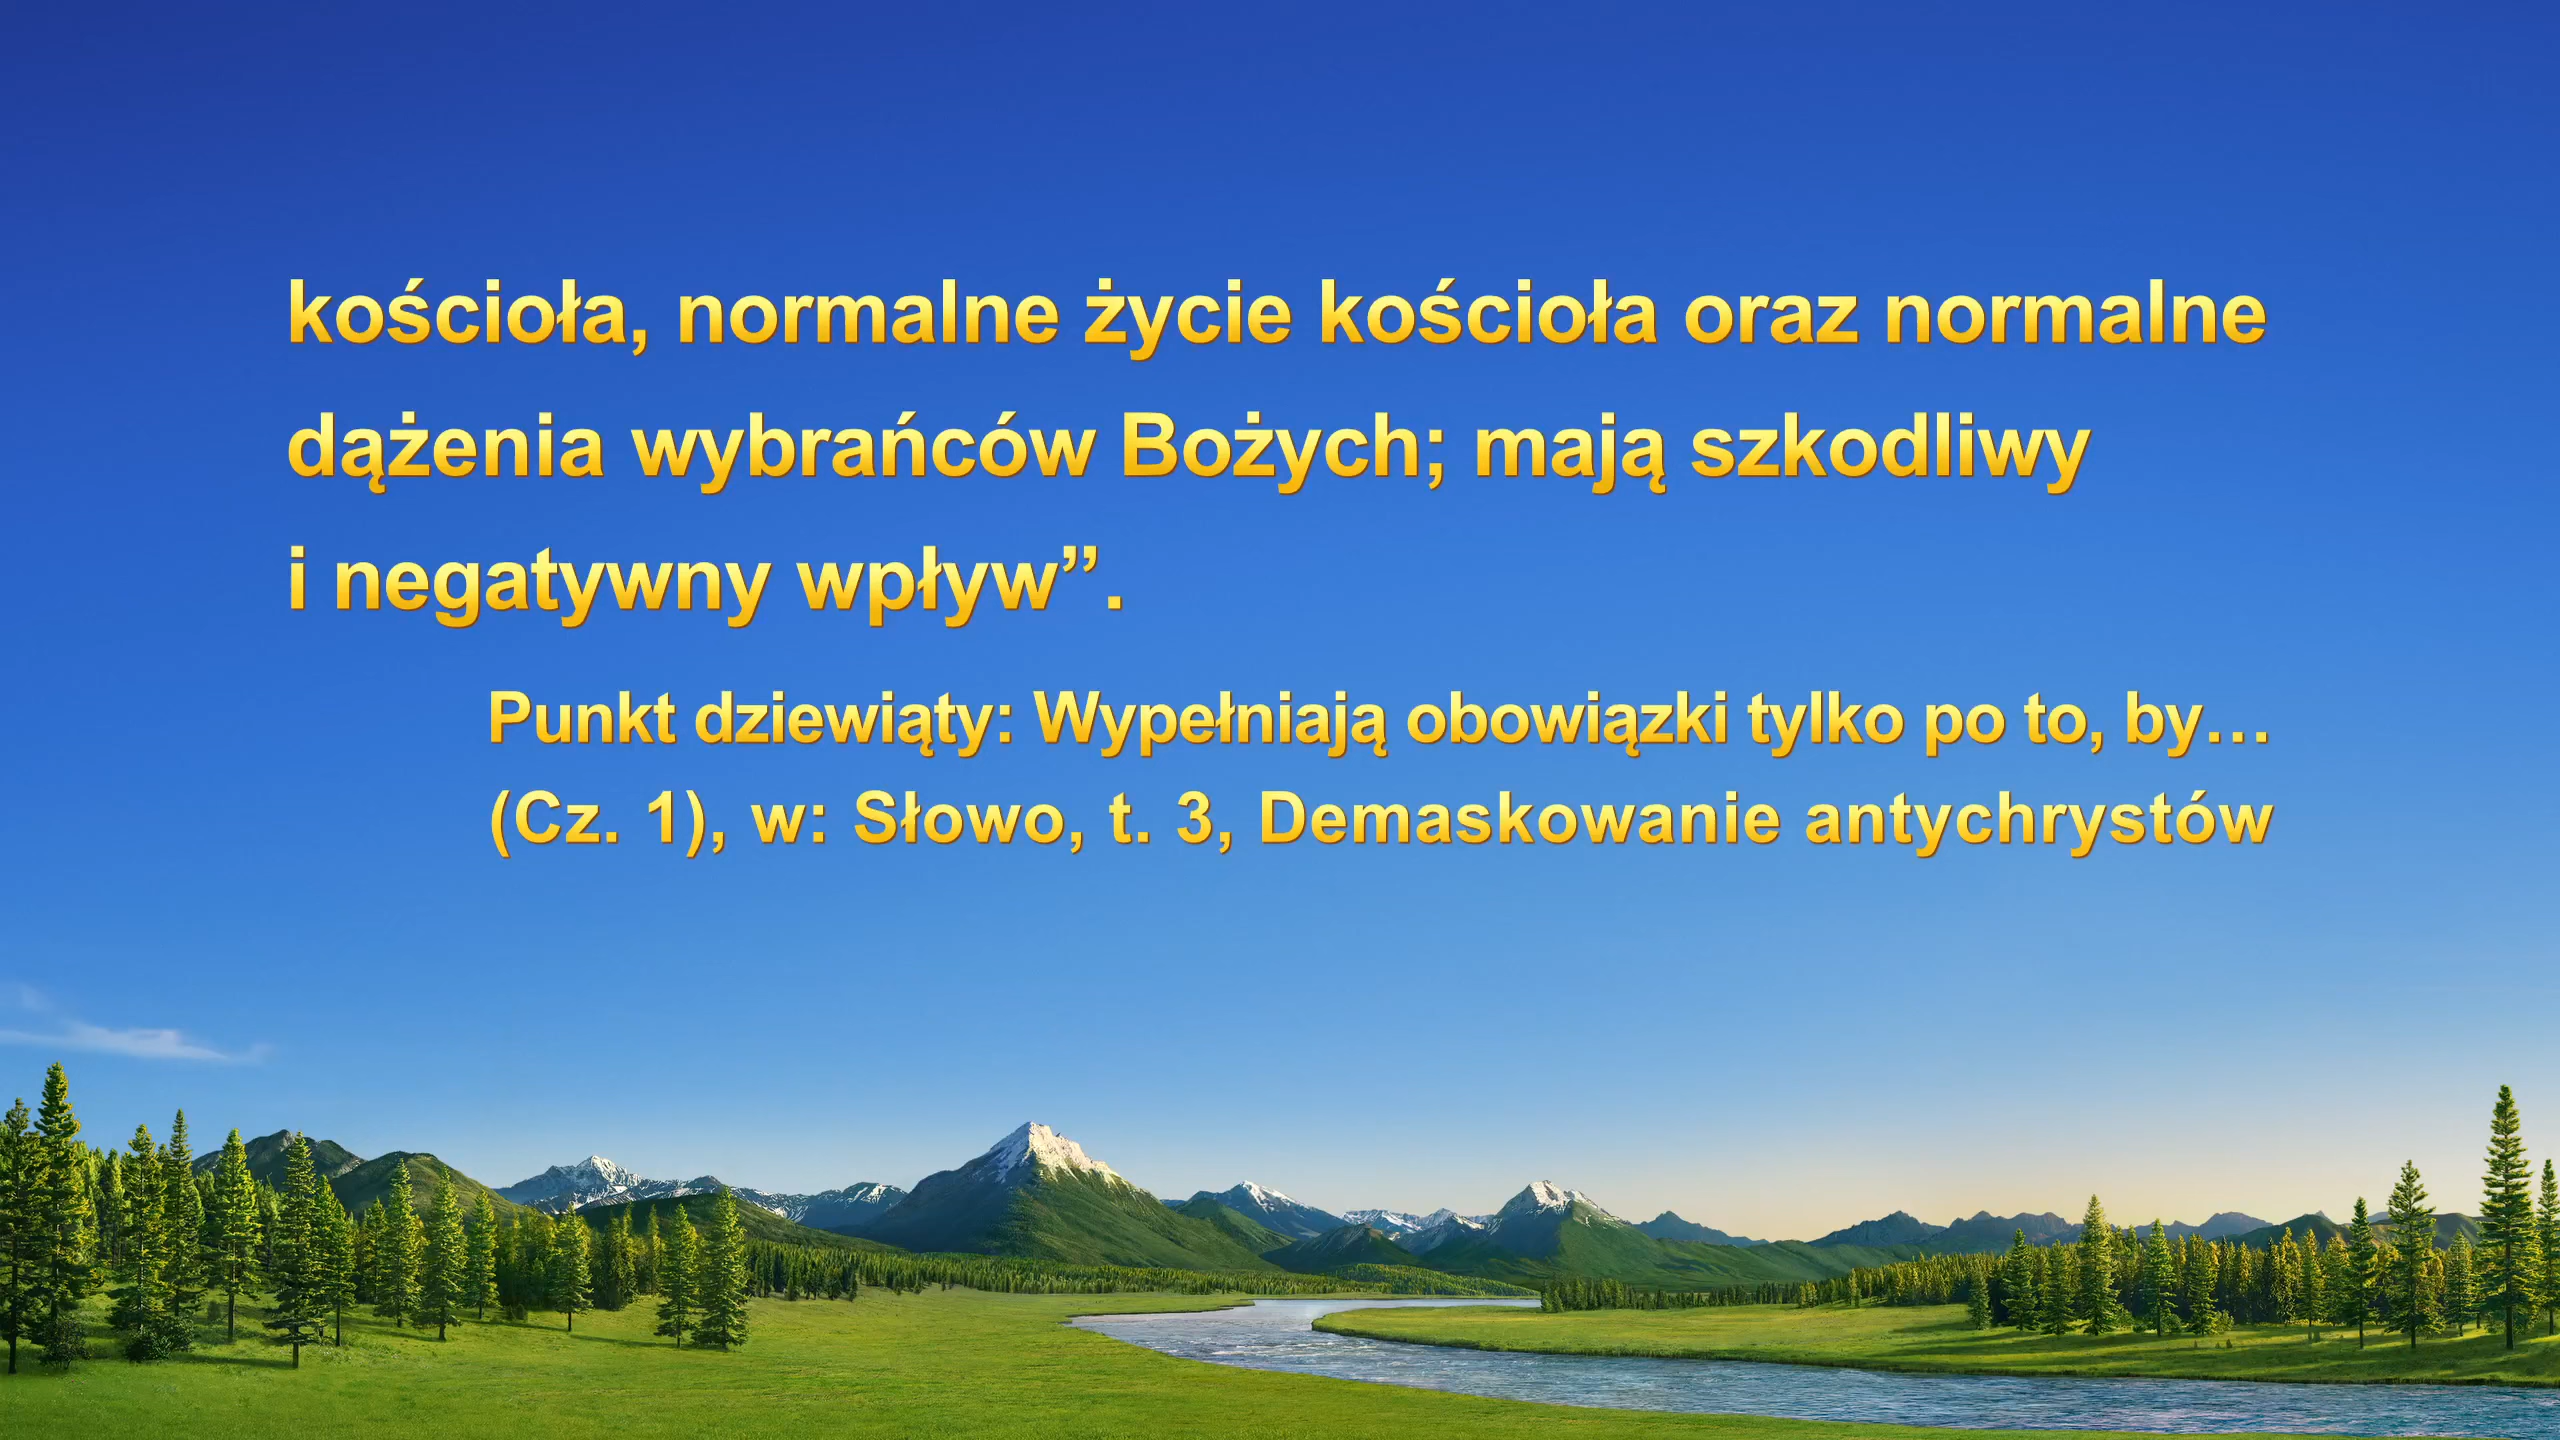 kościoła, normalne życie kościoła oraz normalne
dążenia wybrańców Bożych; mają szkodliwy
i negatywny wpływ”.
Punkt dziewiąty: Wypełniają obowiązki tylko po to, by…
(Cz. 1), w: Słowo, t. 3, Demaskowanie antychrystów